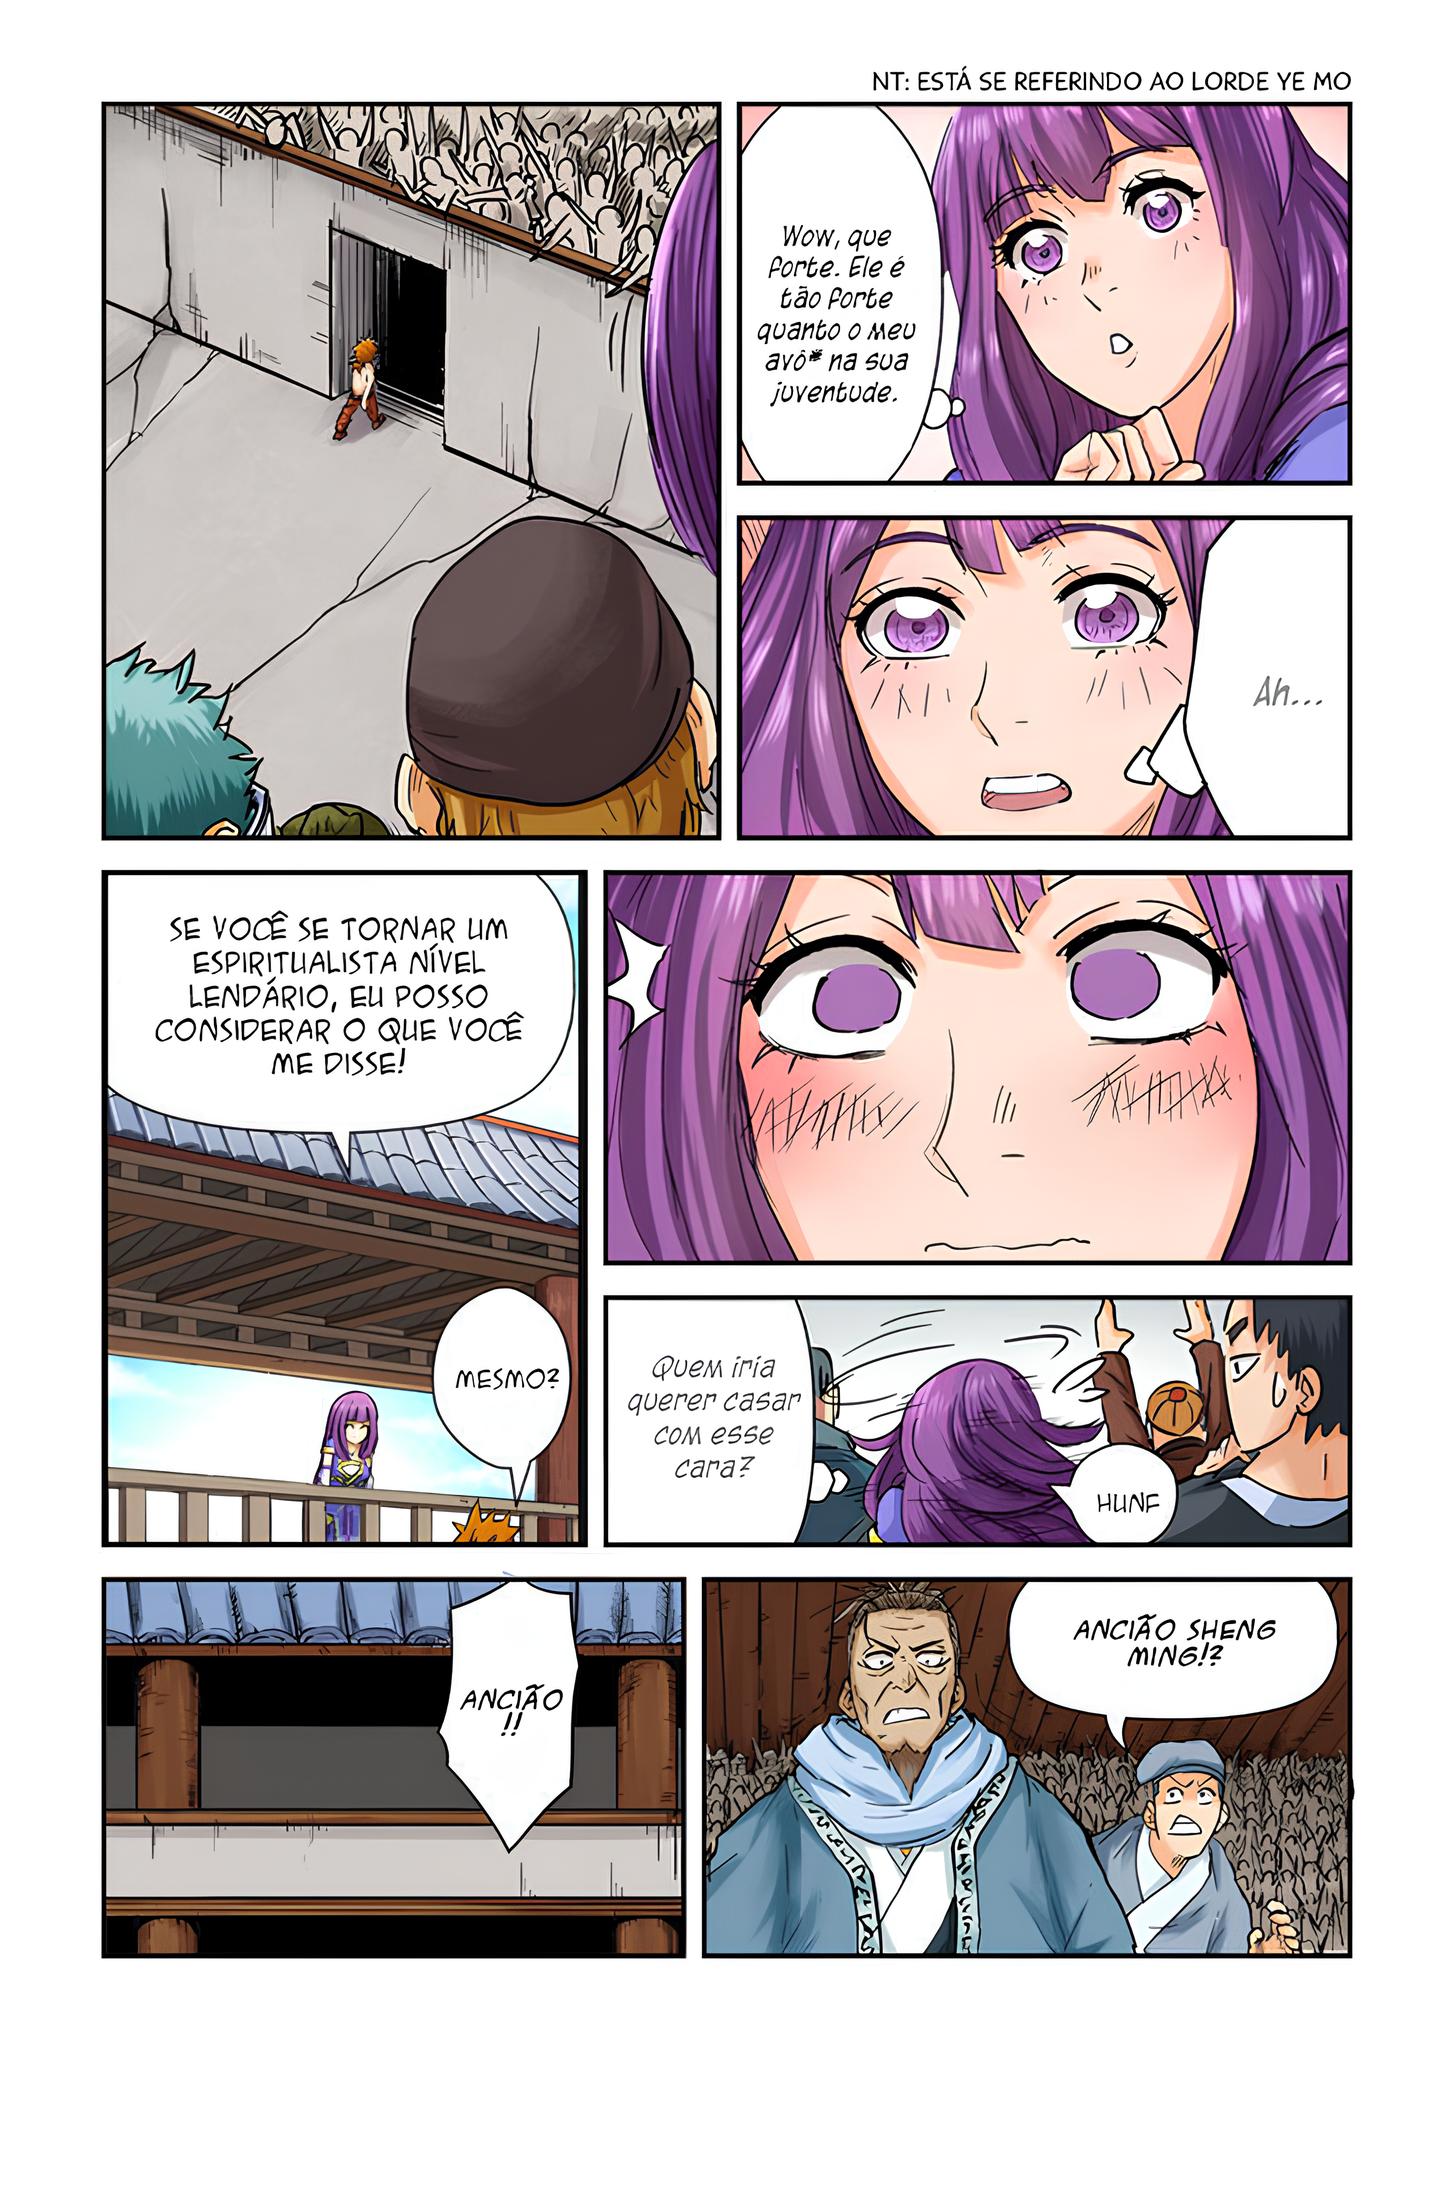 NT: ESTÁ SE REFERINDO AO LORDE YE MO
Wow, que
forte. Ele é
tão forte
quanto o meu
avô* na sua
juventude.
Ah...
SE VOCÊ SE TORNAR UM
ESPIRITUALISTA NÍVEL
LENDÁRIO, EU POSSO
CONSIDERAR O QUE VOCÊ
ME DISSE!
MESMO?
Quem iria
querer casar
com esse
cara?
HUNF
ANCIÃO
!!
ANCIÃO SHENG
MING!?